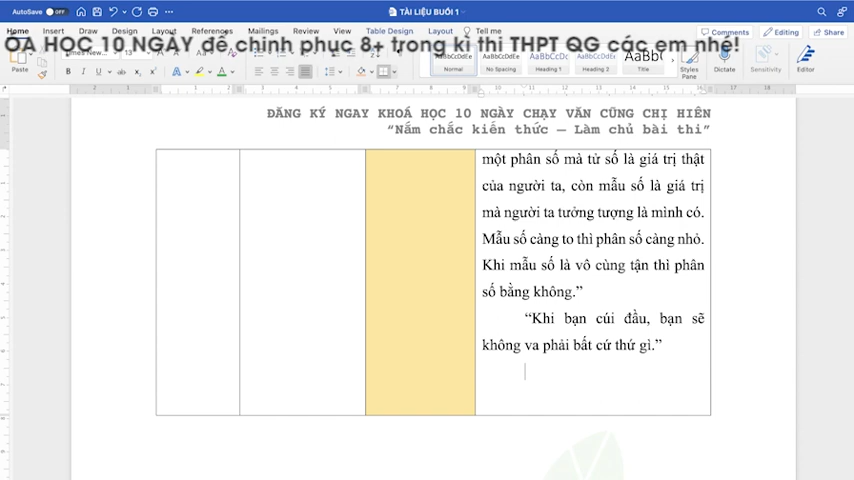 AutoSave OFF TÀI LIỆU BUỔI 1
Home Insert Draw Design Layout References Mailings Review View Table Design Layout Tell me Comments Editing Share
ÓA HỌC 10 NGÀY để chinh phục 8+ trong kì thi THPT QG các em nhé!
Paste B I U AaBbCcDdEe Normal AaBbCcDdEe No Spacing AaBbCcDc Heading 1 AaBbCcDdEe Heading 2 AaBb( Title Styles Pane Dictate Sensitivity Editor
ĐĂNG KÝ NGAY KHOÁ HỌC 10 NGÀY CHẠY VĂN CÙNG CHỊ HIÊN
“Nắm chắc kiến thức – Làm chủ bài thi”
một phân số mà tử số là giá trị thật
của người ta, còn mẫu số là giá trị
mà người ta tưởng tượng là mình có.
Mẫu số càng to thì phân số càng nhỏ.
Khi mẫu số là vô cùng tận thì phân
số bằng không.”
“Khi bạn cúi đầu, bạn sẽ
không va phải bất cứ thứ gì.”